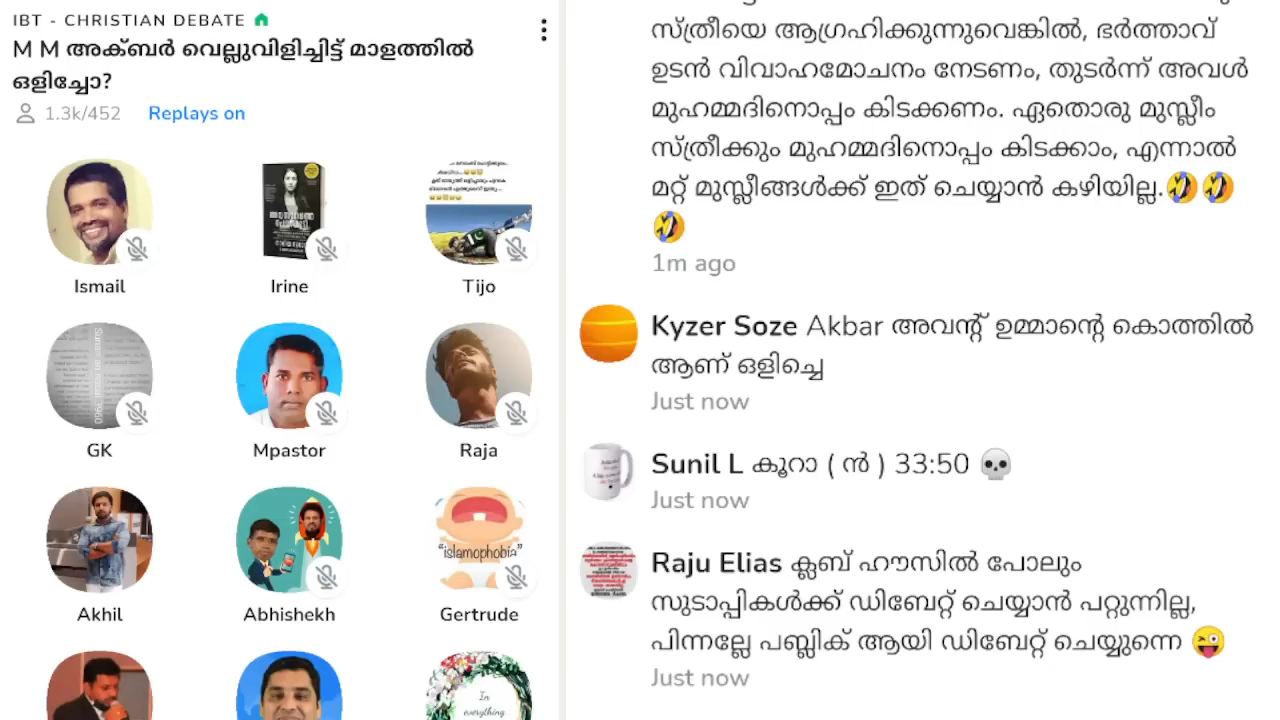 IBT - CHRISTIAN DEBATE
M M അക്ബർ വെല്ലുവിളിച്ചിട്ട് മാളത്തിൽ
ഒളിച്ചോ?
1.3k/452 Replays on
Ismail
Irine
Tijo
GK
Mpastor
Raja
Akhil
Abhishekh
"islamophobia"
Gertrude
In
everything
സ്ത്രീയെ ആഗ്രഹിക്കുന്നുവെങ്കിൽ, ഭർത്താവ്
ഉടൻ വിവാഹമോചനം നേടണം, തുടർന്ന് അവൾ
മുഹമ്മദിനൊപ്പം കിടക്കണം. ഏതൊരു മുസ്ലീം
സ്ത്രീക്കും മുഹമ്മദിനൊപ്പം കിടക്കാം, എന്നാൽ
മറ്റ് മുസ്ലീങ്ങൾക്ക് ഇത് ചെയ്യാൻ കഴിയില്ല.🤣🤣
🤣
1m ago
Kyzer Soze Akbar അവന്റ് ഉമ്മാന്റെ കൊത്തിൽ
ആണ് ഒളിച്ചെ
Just now
Sunil L കൂറാ ( ൻ ) 33:50 💀
Just now
Raju Elias ക്ലബ് ഹൗസിൽ പോലും
സുടാപ്പികൾക്ക് ഡിബേറ്റ് ചെയ്യാൻ പറ്റുന്നില്ല,
പിന്നല്ലേ പബ്ലിക് ആയി ഡിബേറ്റ് ചെയ്യുന്നെ 😜
Just now